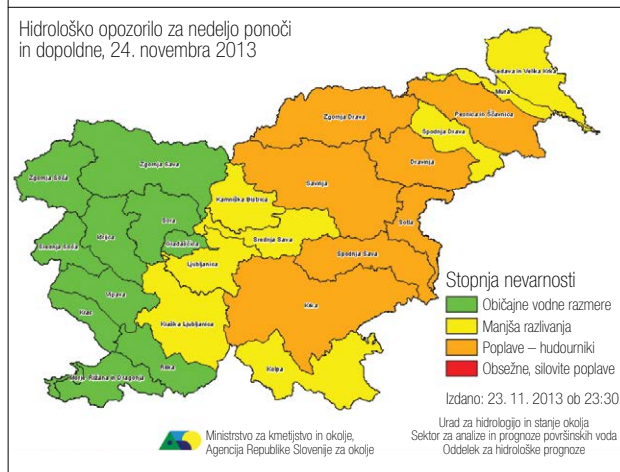 Hidrološko opozorilo za nedeljo ponoči
in dopoldne, 24. novembra 2013
Ledava in Velika Krka
Mura
Pesnica in Ščavnica
Zgornja Drava
Spodnja Drava
Dravinja
Zgornja Sava
Zgornja Soča
Savinja
Kamniška Bistrica
Sora
Sotla
Idrijca
Gradaščica
Srednja Sava
Srednja Soča
Spodnja Sava
Ljubljanica
Vipava
Kras
Krka
Kraška Ljubljanica
Reka
Kolpa
Morje, Rižana in Dragonja
Stopnja nevarnosti
Običajne vodne razmere
Manjša razlivanja
Poplave – hudourniki
Obsežne, silovite poplave
Izdano: 23. 11. 2013 ob 23:30
Ministrstvo za kmetijstvo in okolje,
Agencija Republike Slovenije za okolje
Urad za hidrologijo in stanje okolja
Sektor za analize in prognoze površinskih voda
Oddelek za hidrološke prognoze